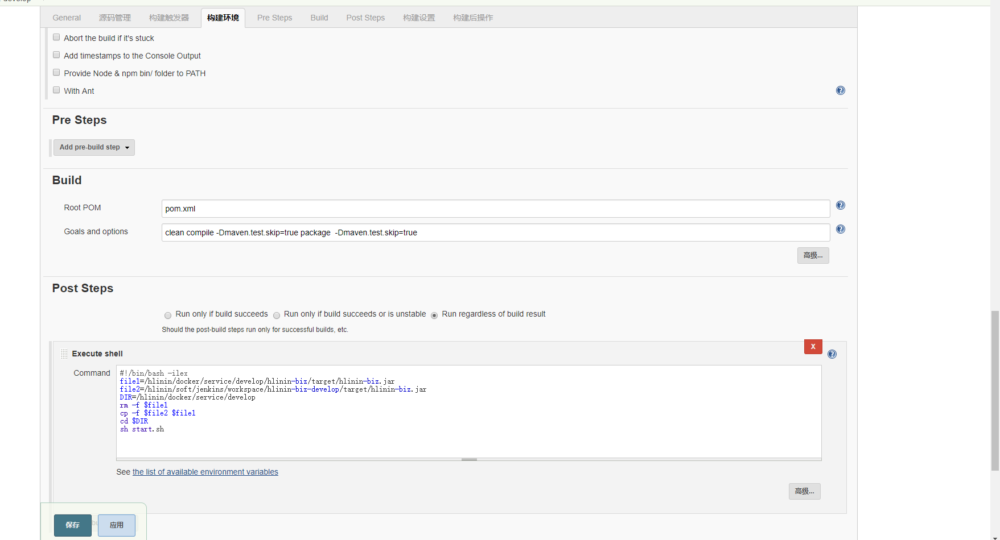 develop
General 源码管理 构建触发器 构建环境 Pre Steps Build Post Steps 构建设置 构建后操作
Abort the build if it's stuck
Add timestamps to the Console Output
Provide Node & npm bin/ folder to PATH
With Ant
Pre Steps
Add pre-build step
Build
Root POM pom.xml
Goals and options clean compile -Dmaven.test.skip=true package  -Dmaven.test.skip=true
高级...
Post Steps
Run only if build succeeds Run only if build succeeds or is unstable Run regardless of build result
Should the post-build steps run only for successful builds, etc.
X
Execute shell
Command
#!/bin/bash -ilex
file1=/hlinin/docker/service/develop/hlinin-biz/target/hlinin-biz.jar
file2=/hlinin/soft/jenkins/workspace/hlinin-biz-develop/target/hlinin-biz.jar
DIR=/hlinin/docker/service/develop
rm -f $file1
cp -f $file2 $file1
cd $DIR
sh start.sh
See the list of available environment variables
高级...
保存 应用